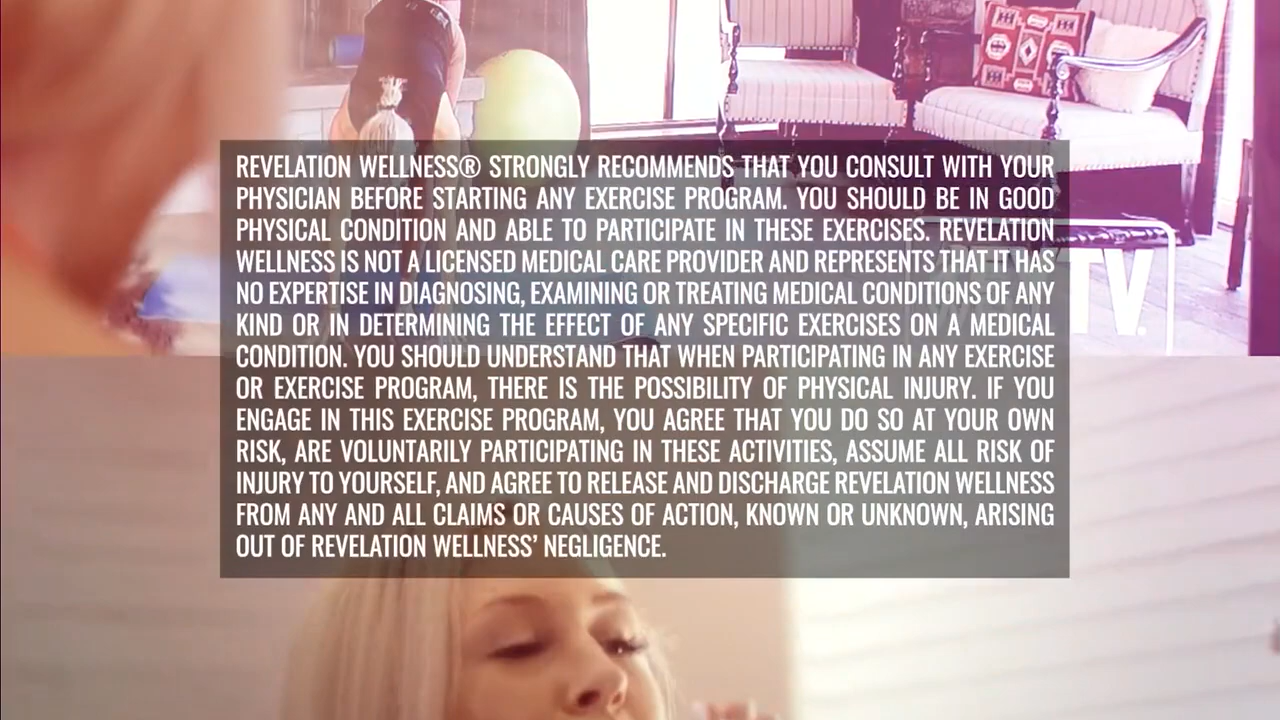 REVELATION WELLNESS® STRONGLY RECOMMENDS THAT YOU CONSULT WITH YOUR
PHYSICIAN BEFORE STARTING ANY EXERCISE PROGRAM. YOU SHOULD BE IN GOOD
PHYSICAL CONDITION AND ABLE TO PARTICIPATE IN THESE EXERCISES. REVELATION
WELLNESS IS NOT A LICENSED MEDICAL CARE PROVIDER AND REPRESENTS THAT IT HAS
NO EXPERTISE IN DIAGNOSING, EXAMINING OR TREATING MEDICAL CONDITIONS OF ANY
KIND OR IN DETERMINING THE EFFECT OF ANY SPECIFIC EXERCISES ON A MEDICAL
CONDITION. YOU SHOULD UNDERSTAND THAT WHEN PARTICIPATING IN ANY EXERCISE
OR EXERCISE PROGRAM, THERE IS THE POSSIBILITY OF PHYSICAL INJURY. IF YOU
ENGAGE IN THIS EXERCISE PROGRAM, YOU AGREE THAT YOU DO SO AT YOUR OWN
RISK, ARE VOLUNTARILY PARTICIPATING IN THESE ACTIVITIES, ASSUME ALL RISK OF
INJURY TO YOURSELF, AND AGREE TO RELEASE AND DISCHARGE REVELATION WELLNESS
FROM ANY AND ALL CLAIMS OR CAUSES OF ACTION, KNOWN OR UNKNOWN, ARISING
OUT OF REVELATION WELLNESS’ NEGLIGENCE.
TV.